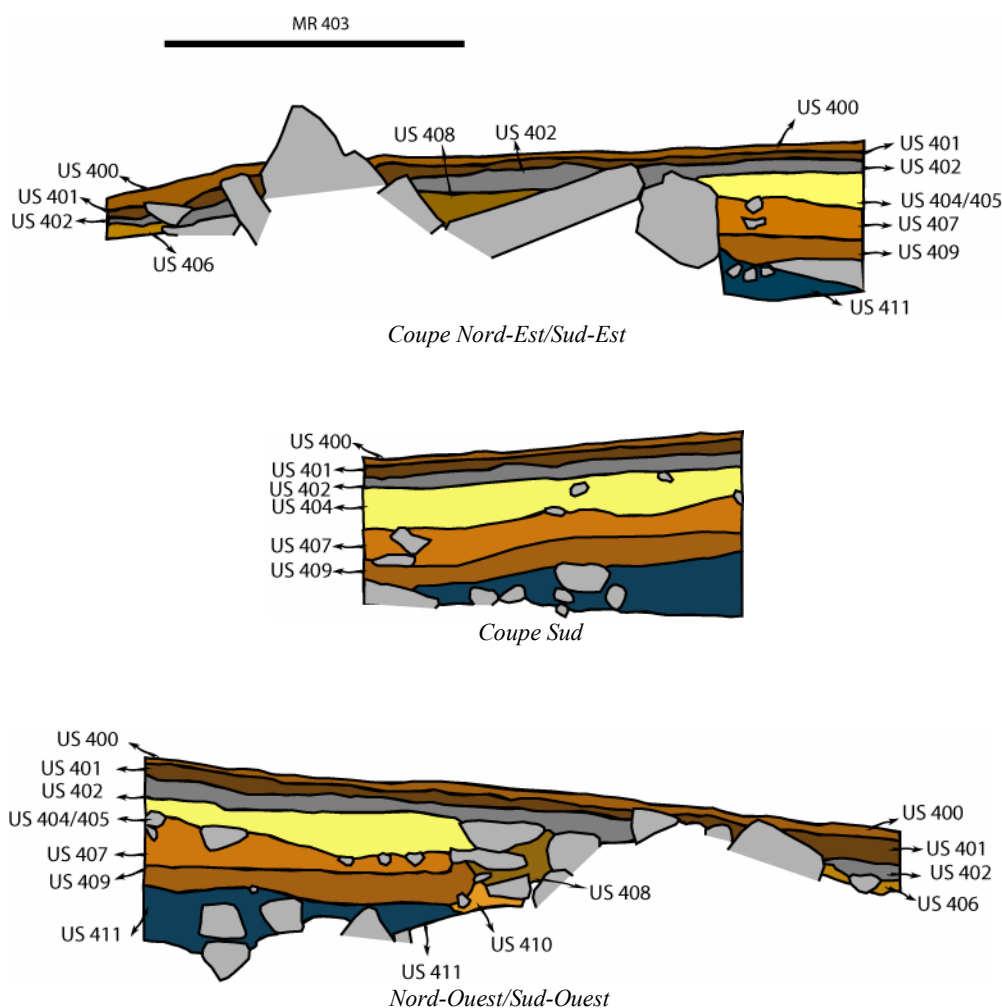 MR 403
US 400
US 402
US 408
US 401
US 402
US 400
US 404/405
US 401
US 407
US 402
US 409
US 406
US 411
Coupe Nord-Est/Sud-Est
US 400
US 401
US 402
US 404
US 407
US 409
Coupe Sud
US 400
US 401
US 402
US 404/405
US 400
US 401
US 407
US 402
US 409
US 408
US 406
US 411
US 410
US 411
Nord-Ouest/Sud-Ouest